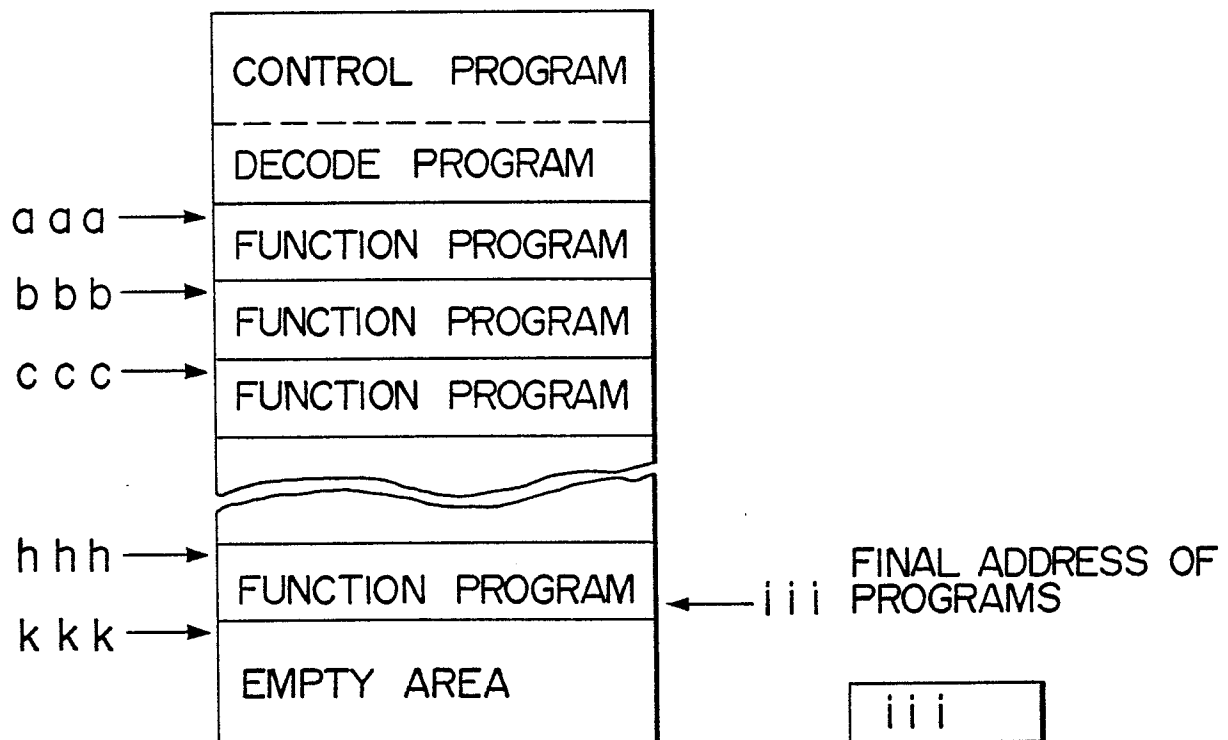 CONTROL PROGRAM
DECODE PROGRAM
a a a
FUNCTION PROGRAM
b b b
FUNCTION PROGRAM
c c c
FUNCTION PROGRAM
h h h
FUNCTION PROGRAM
i i i FINAL ADDRESS OF
PROGRAMS
k k k
EMPTY AREA
i i i